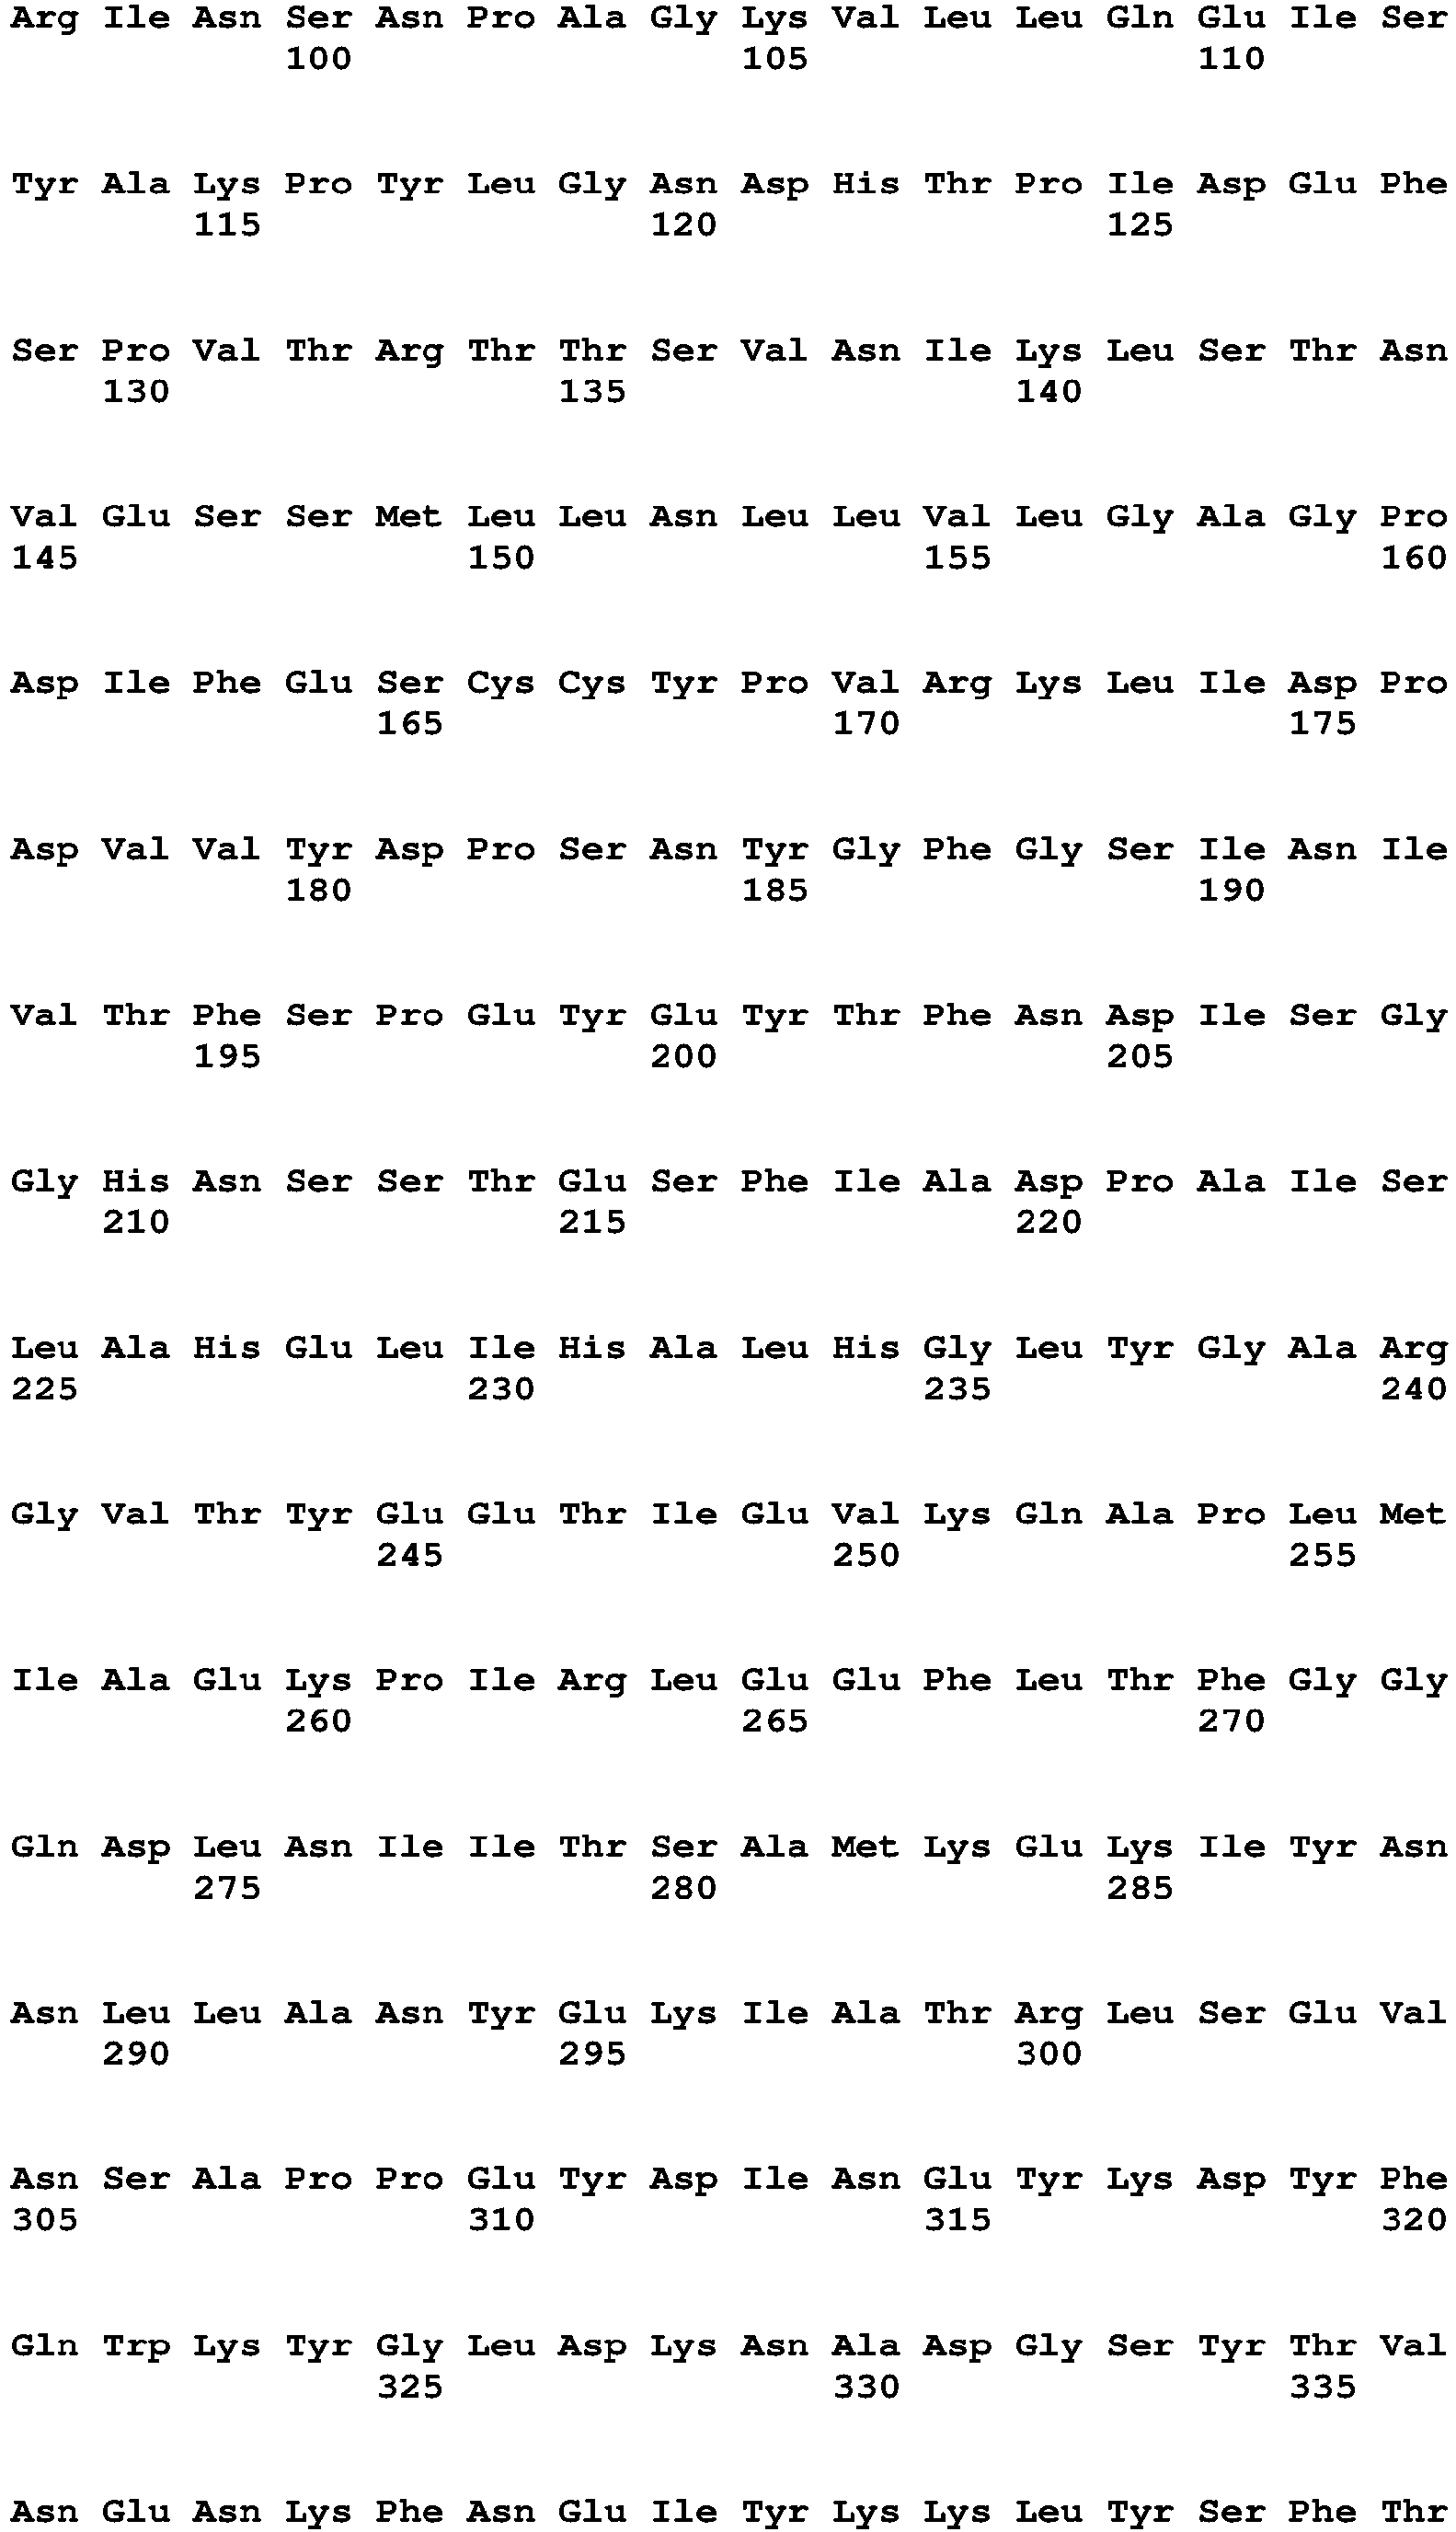 Arg Ile Asn Ser Asn Pro Ala Gly Lys Val Leu Leu Gln Glu Ile Ser
100 105 110
Tyr Ala Lys Pro Tyr Leu Gly Asn Asp His Thr Pro Ile Asp Glu Phe
115 120 125
Ser Pro Val Thr Arg Thr Thr Ser Val Asn Ile Lys Leu Ser Thr Asn
130 135 140
Val Glu Ser Ser Met Leu Leu Asn Leu Leu Val Leu Gly Ala Gly Pro
145 150 155 160
Asp Ile Phe Glu Ser Cys Cys Tyr Pro Val Arg Lys Leu Ile Asp Pro
165 170 175
Asp Val Val Tyr Asp Pro Ser Asn Tyr Gly Phe Gly Ser Ile Asn Ile
180 185 190
Val Thr Phe Ser Pro Glu Tyr Glu Tyr Thr Phe Asn Asp Ile Ser Gly
195 200 205
Gly His Asn Ser Ser Thr Glu Ser Phe Ile Ala Asp Pro Ala Ile Ser
210 215 220
Leu Ala His Glu Leu Ile His Ala Leu His Gly Leu Tyr Gly Ala Arg
225 230 235 240
Gly Val Thr Tyr Glu Glu Thr Ile Glu Val Lys Gln Ala Pro Leu Met
245 250 255
Ile Ala Glu Lys Pro Ile Arg Leu Glu Glu Phe Leu Thr Phe Gly Gly
260 265 270
Gln Asp Leu Asn Ile Ile Thr Ser Ala Met Lys Glu Lys Ile Tyr Asn
275 280 285
Asn Leu Leu Ala Asn Tyr Glu Lys Ile Ala Thr Arg Leu Ser Glu Val
290 295 300
Asn Ser Ala Pro Pro Glu Tyr Asp Ile Asn Glu Tyr Lys Asp Tyr Phe
305 310 315 320
Gln Trp Lys Tyr Gly Leu Asp Lys Asn Ala Asp Gly Ser Tyr Thr Val
325 330 335
Asn Glu Asn Lys Phe Asn Glu Ile Tyr Lys Lys Leu Tyr Ser Phe Thr